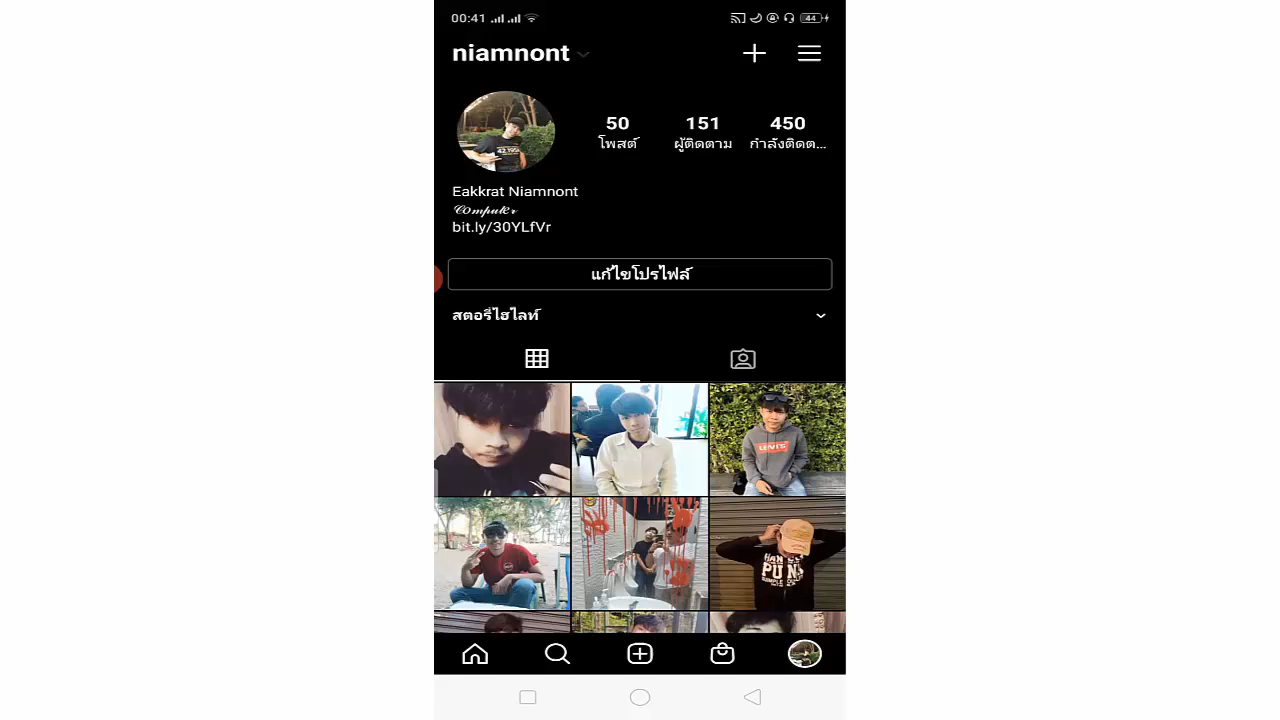 00:41
44
niamnont
50
151
450
โพสต์
ผู้ติดตาม
กำลังติดต...
Eakkrat Niamnont
𝒞𝑜𝓂𝓅𝓊𝓉𝑒𝓇
bit.ly/30YLfVr
แก้ไขโปรไฟล์
สตอรี่ไฮไลท์
LEVI'S